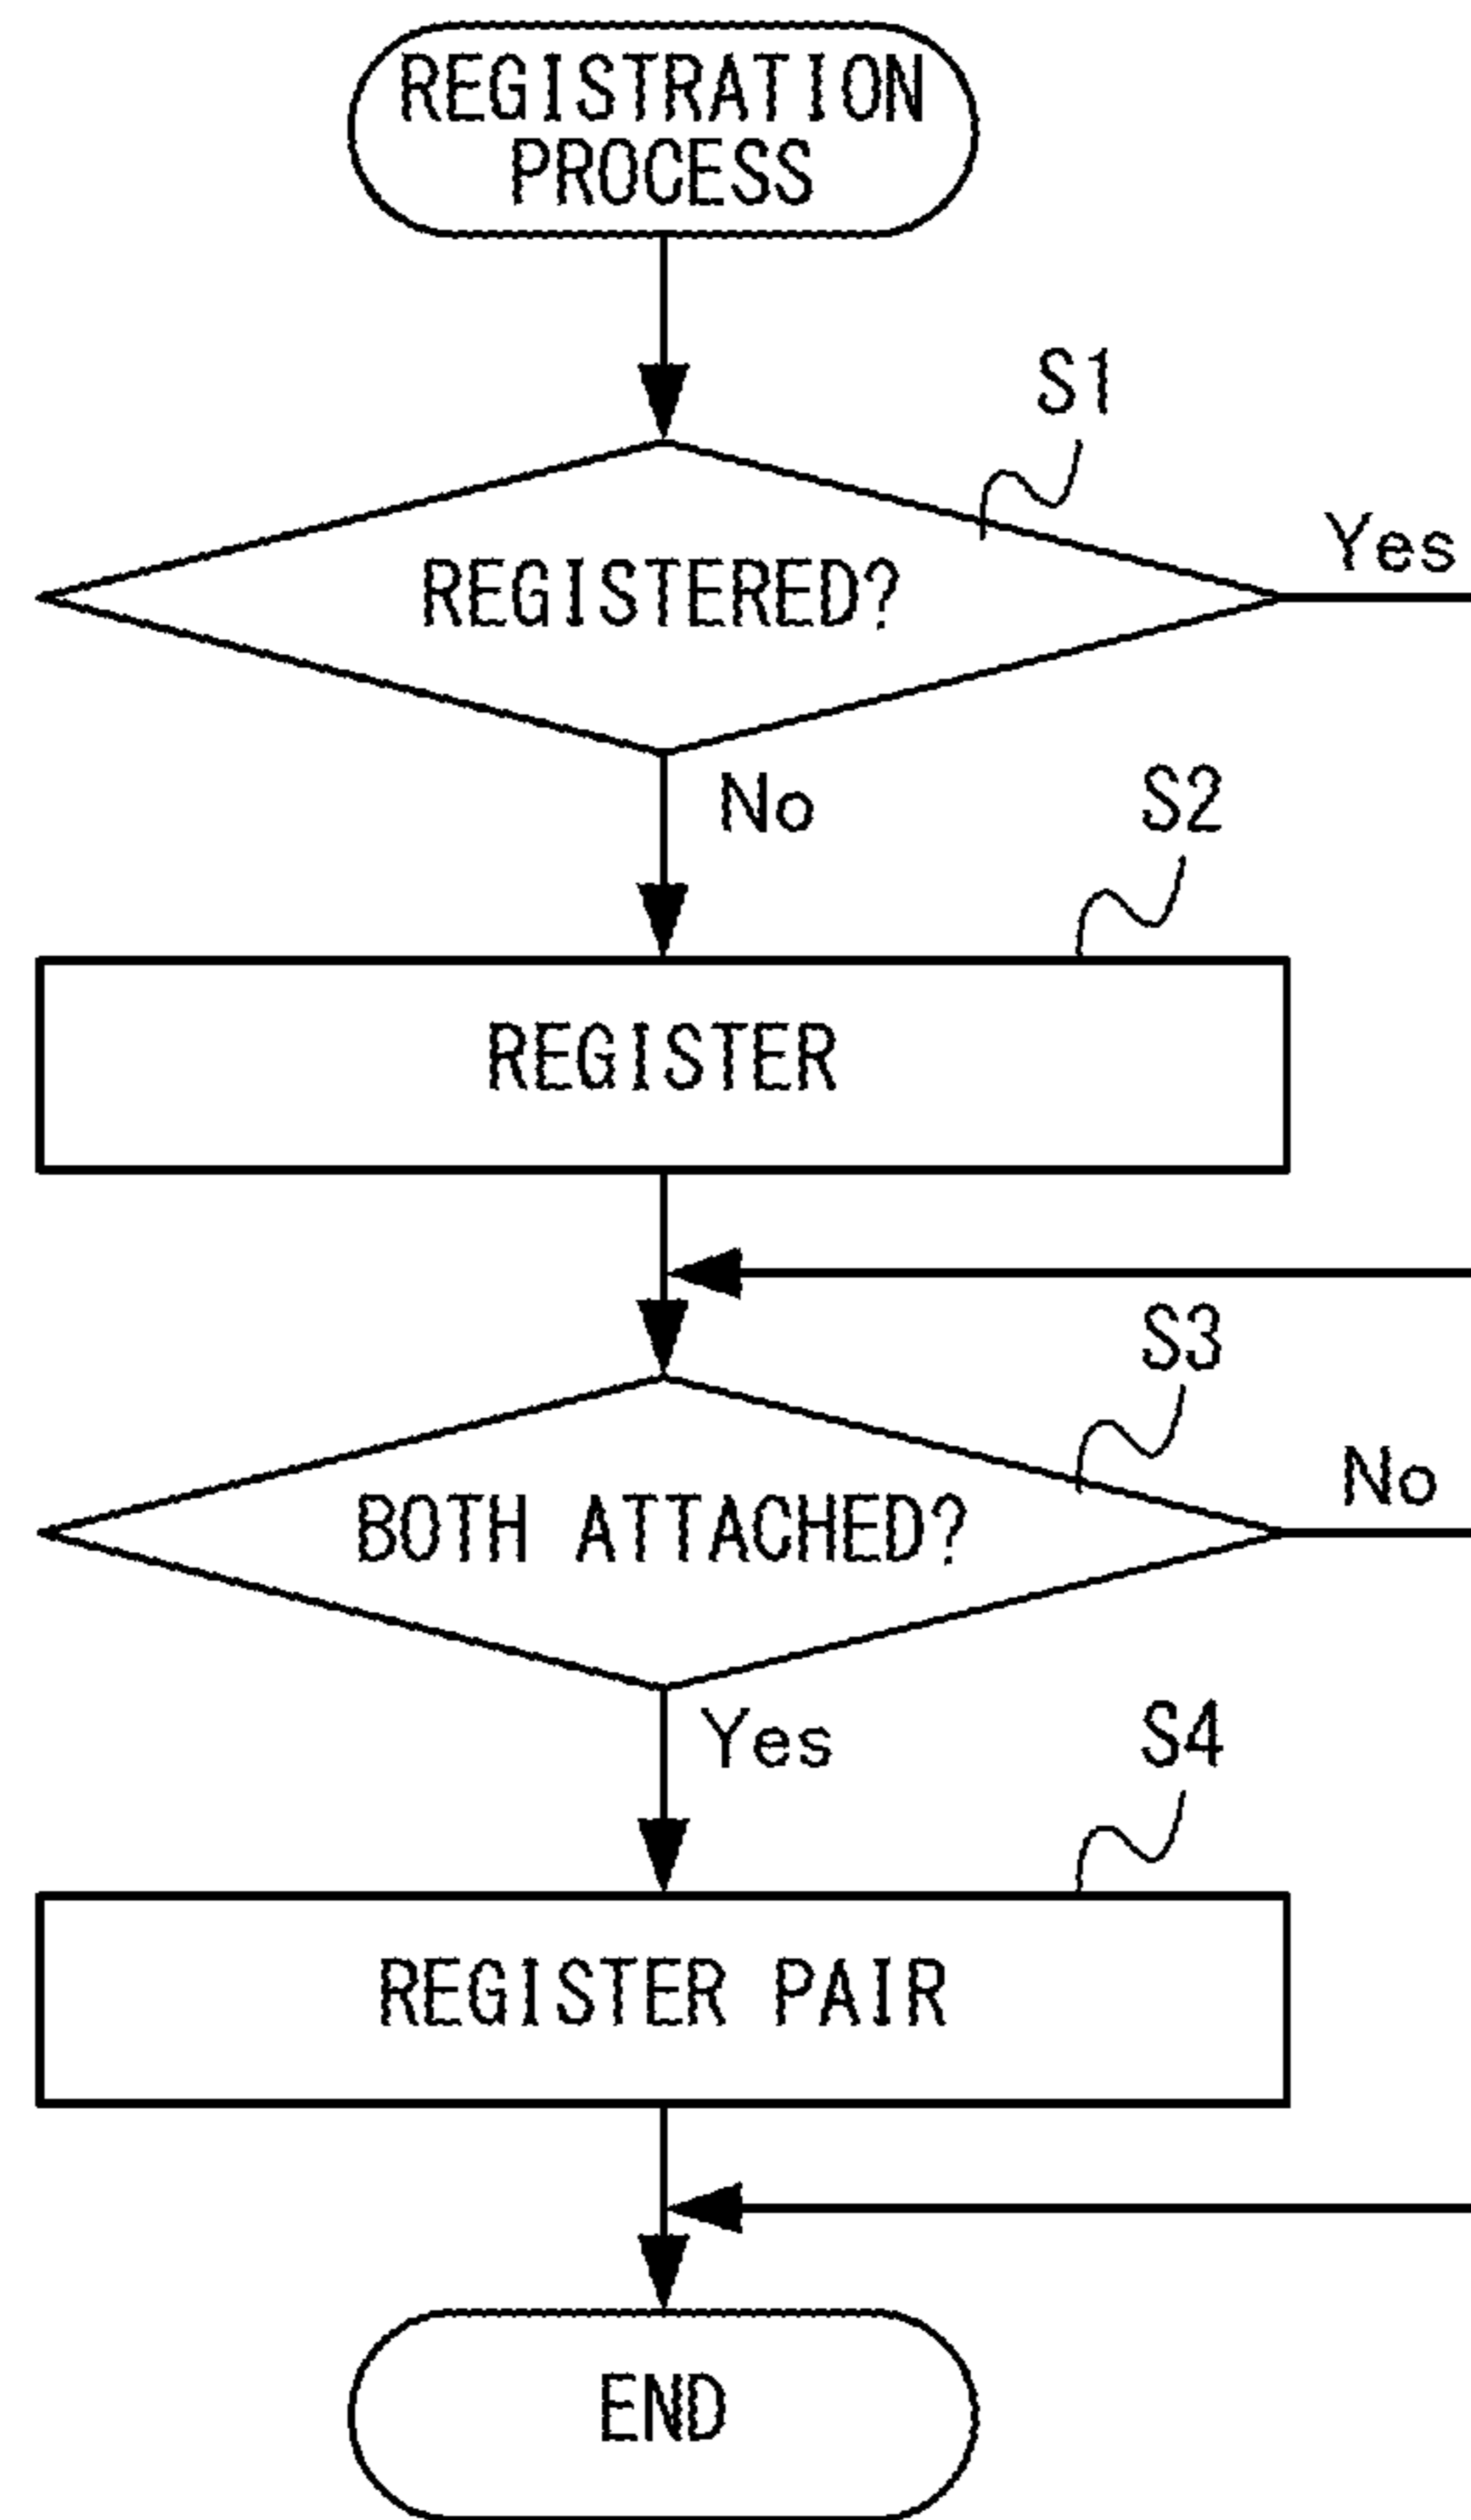 REGISTRATION
PROCESS
S1
REGISTERED?
Yes
No
S2
REGISTER
S3
BOTH ATTACHED?
No
Yes
S4
REGISTER PAIR
END